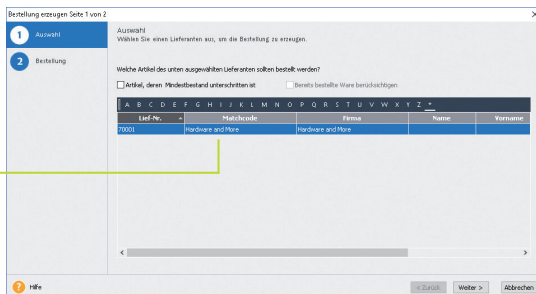 Bestellung erzeugen Seite 1 von 2
1 Auswahl
2 Bestellung
Auswahl
Wählen Sie einen Lieferanten aus, um die Bestellung zu erzeugen.
Welche Artikel des unten ausgewählten Lieferanten sollten bestellt werden?
Artikel, deren Mindestbestand unterschritten ist
Bereits bestellte Ware berücksichtigen
A B C D E F G H I J K L M N O P Q R S T U V W X Y Z *
Lief-Nr. Matchcode Firma Name Vorname
70001 Hardware and More Hardware and More
? Hilfe
< Zurück Weiter > Abbrechen